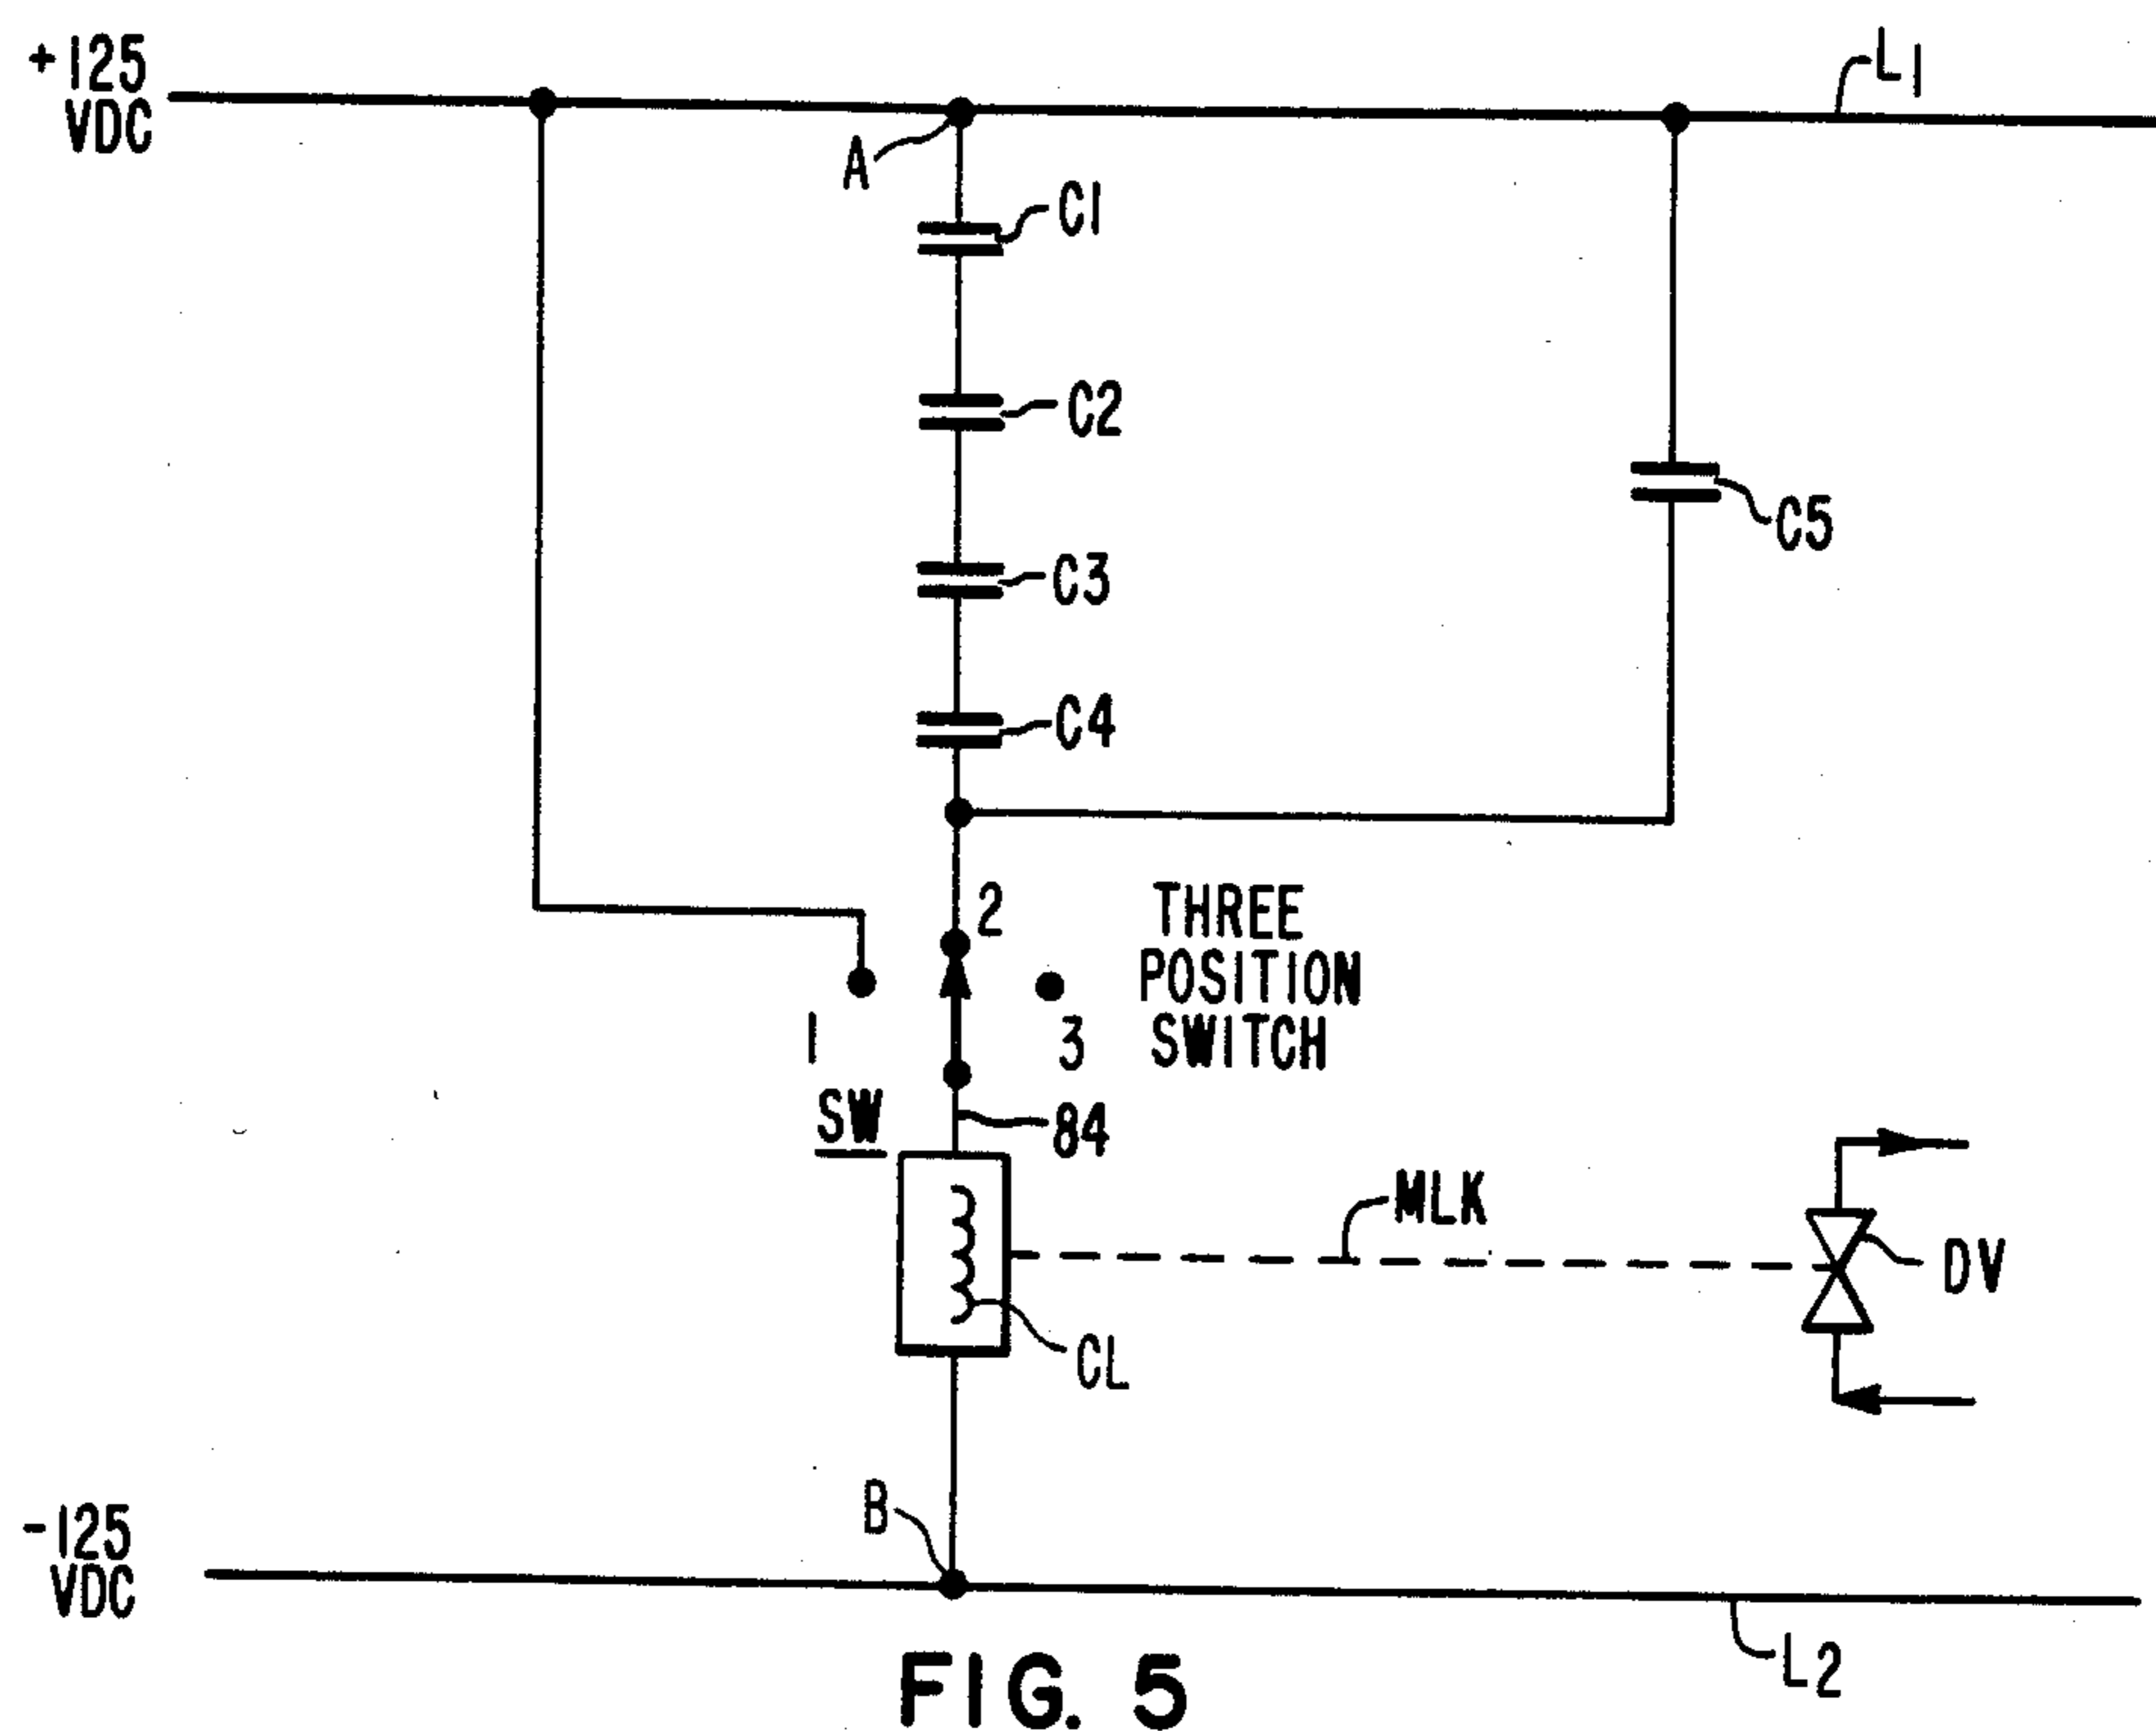 +125
VDC
L1
A
C1
C2
C5
C3
C4
2
THREE
POSITION
SWITCH
1
3
SW
84
MLK
DV
CL
B
-125
VDC
L2
FIG. 5